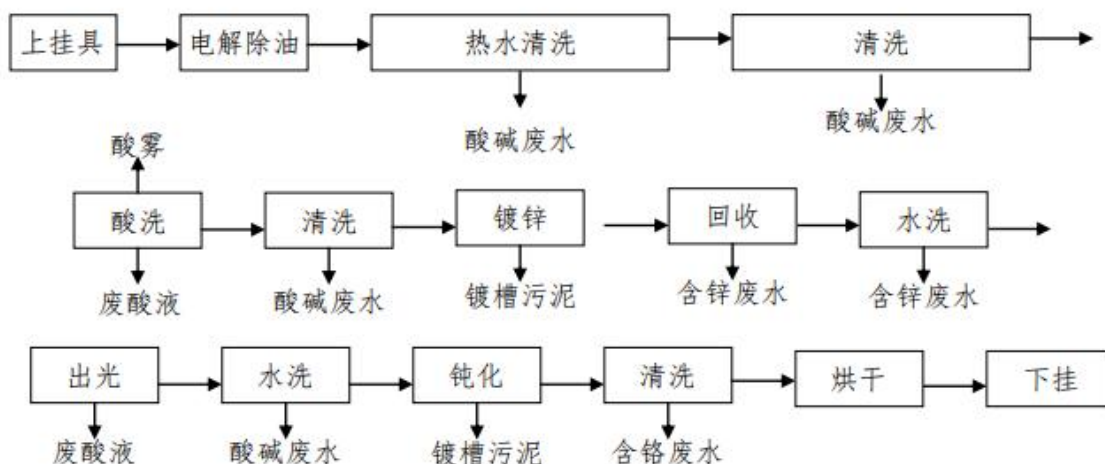 上挂具 电解除油 热水清洗 清洗
酸碱废水 酸碱废水
酸雾
酸洗 清洗 镀锌 回收 水洗
废酸液 酸碱废水 镀槽污泥 含锌废水 含锌废水
出光 水洗 钝化 清洗 烘干 下挂
废酸液 酸碱废水 镀槽污泥 含铬废水